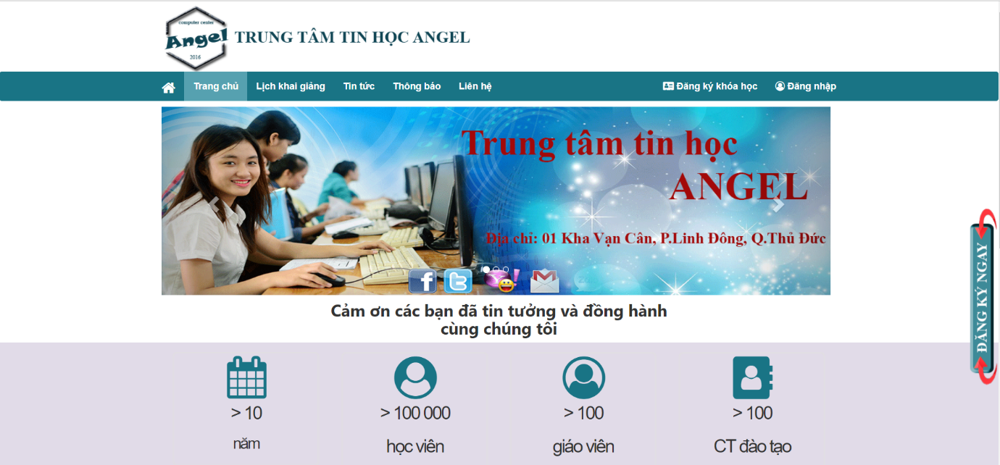 computer center
Angel
2016
TRUNG TÂM TIN HỌC ANGEL
Trang chủ
Lịch khai giảng
Tin tức
Thông báo
Liên hệ
Đăng ký khóa học
Đăng nhập
Trung tâm tin học
ANGEL
Địa chỉ: 01 Kha Vạn Cân, P.Linh Đông, Q.Thủ Đức
ĐĂNG KÝ NGAY
Cảm ơn các bạn đã tin tưởng và đồng hành
cùng chúng tôi
> 10
năm
> 100 000
học viên
> 100
giáo viên
> 100
CT đào tạo